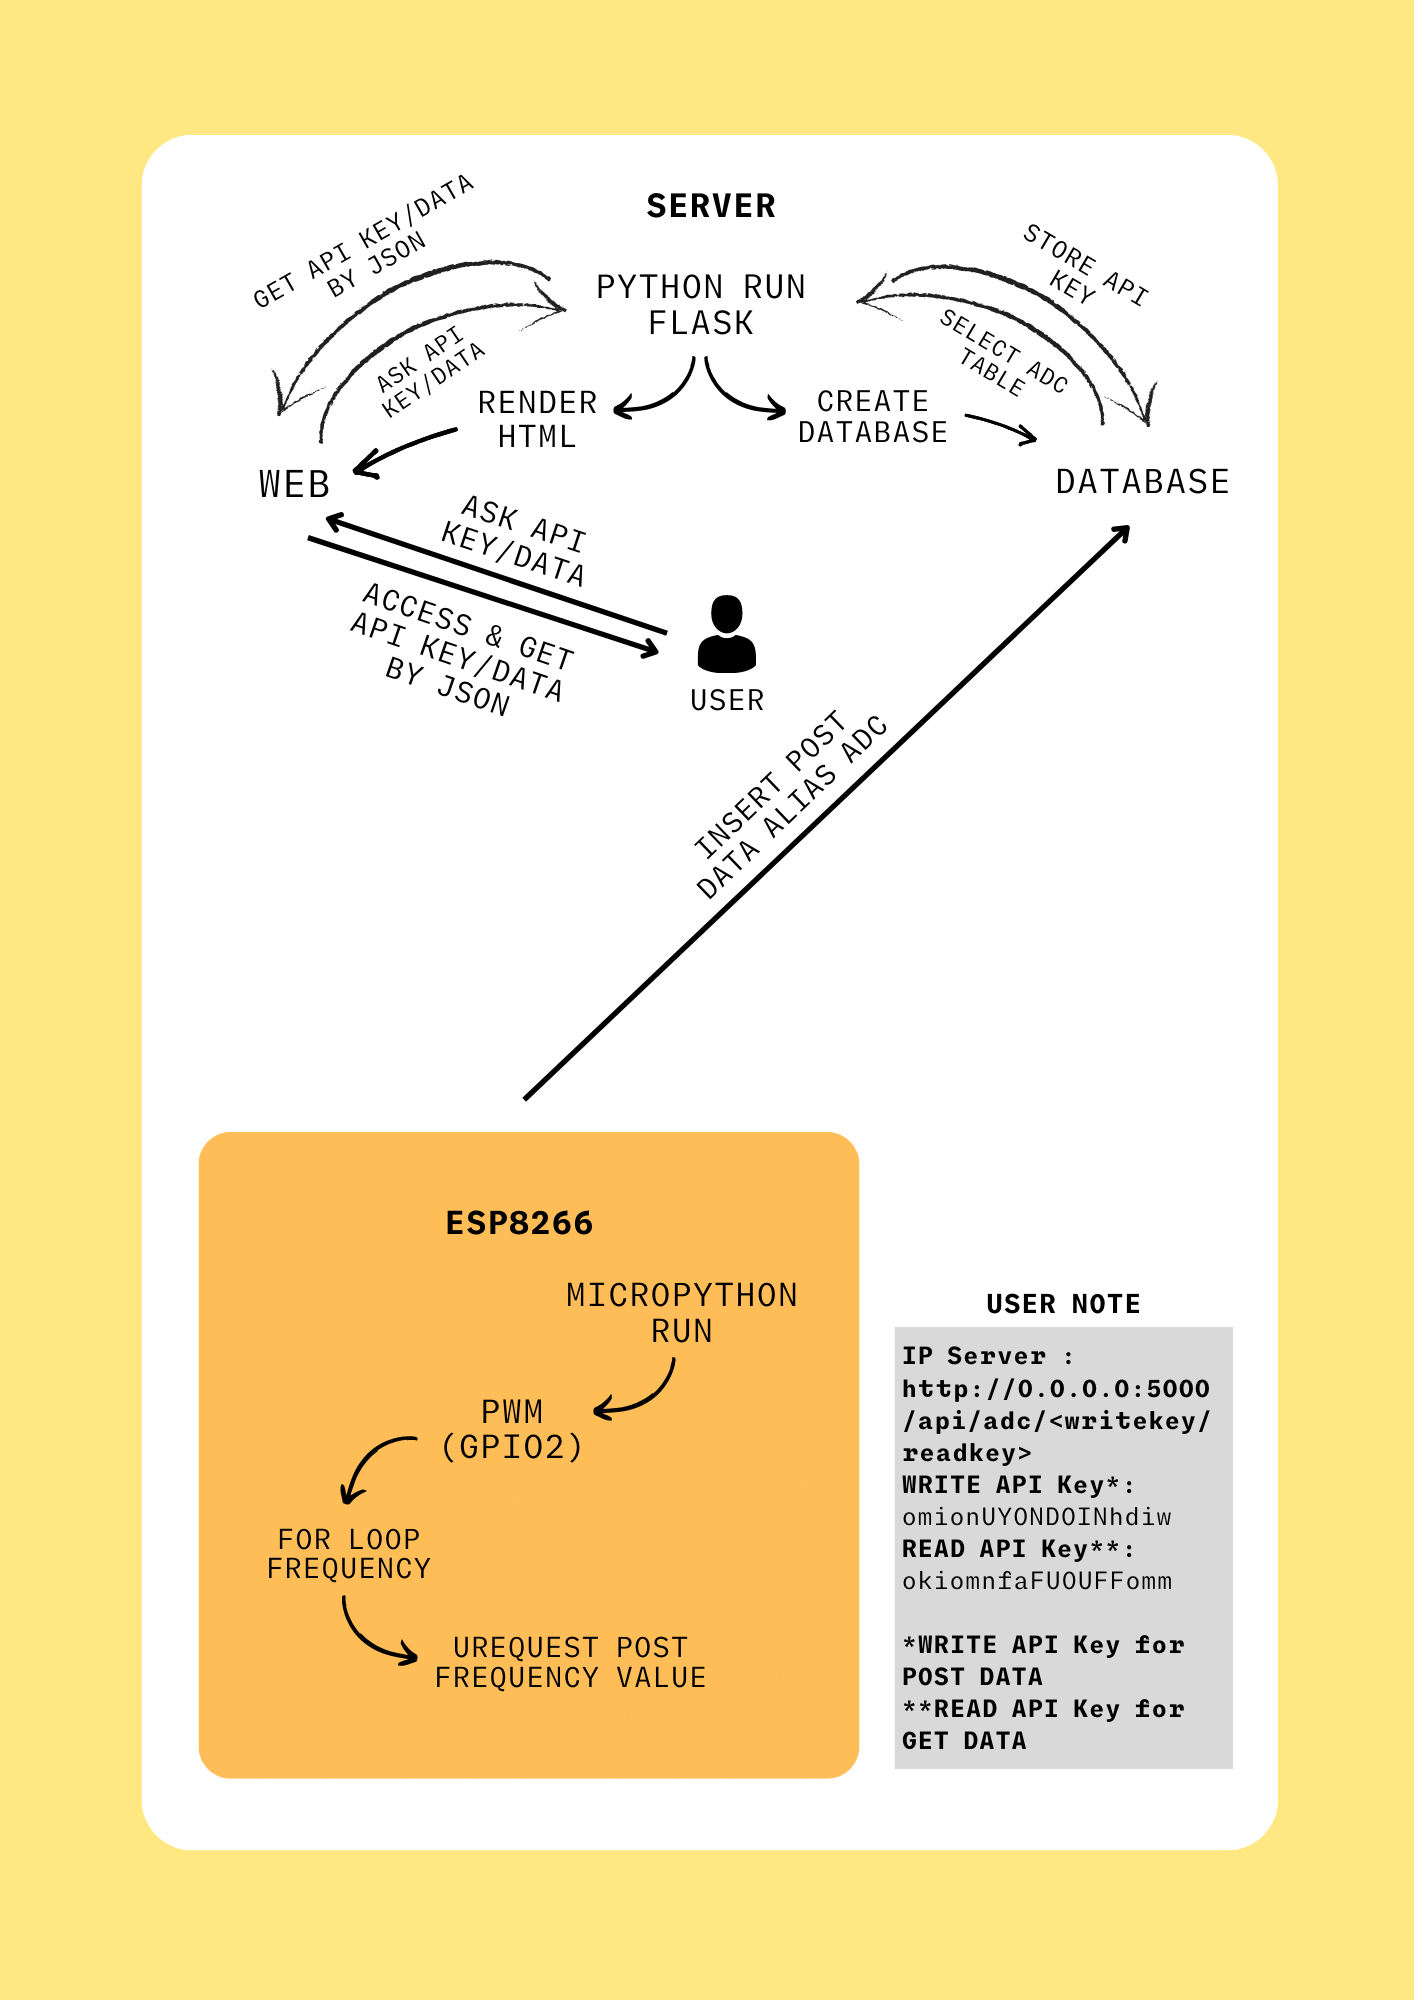 SERVER
GET API KEY/DATA
BY JSON
ASK API
KEY/DATA
PYTHON RUN
FLASK
STORE API
KEY
SELECT ADC
TABLE
RENDER
HTML
CREATE
DATABASE
WEB
DATABASE
ASK API
KEY/DATA
ACCESS & GET
API KEY/DATA
BY JSON
USER
INSERT POST
DATA ALIAS ADC
ESP8266
MICROPYTHON
RUN
PWM
(GPIO2)
FOR LOOP
FREQUENCY
UREQUEST POST
FREQUENCY VALUE
USER NOTE
IP Server :
http://0.0.0.0:5000
/api/adc/<writekey/
readkey>
WRITE API Key*:
omionUYONDOINhdiw
READ API Key**:
okiomnfaFUOUFFomm
*WRITE API Key for
POST DATA
**READ API Key for
GET DATA